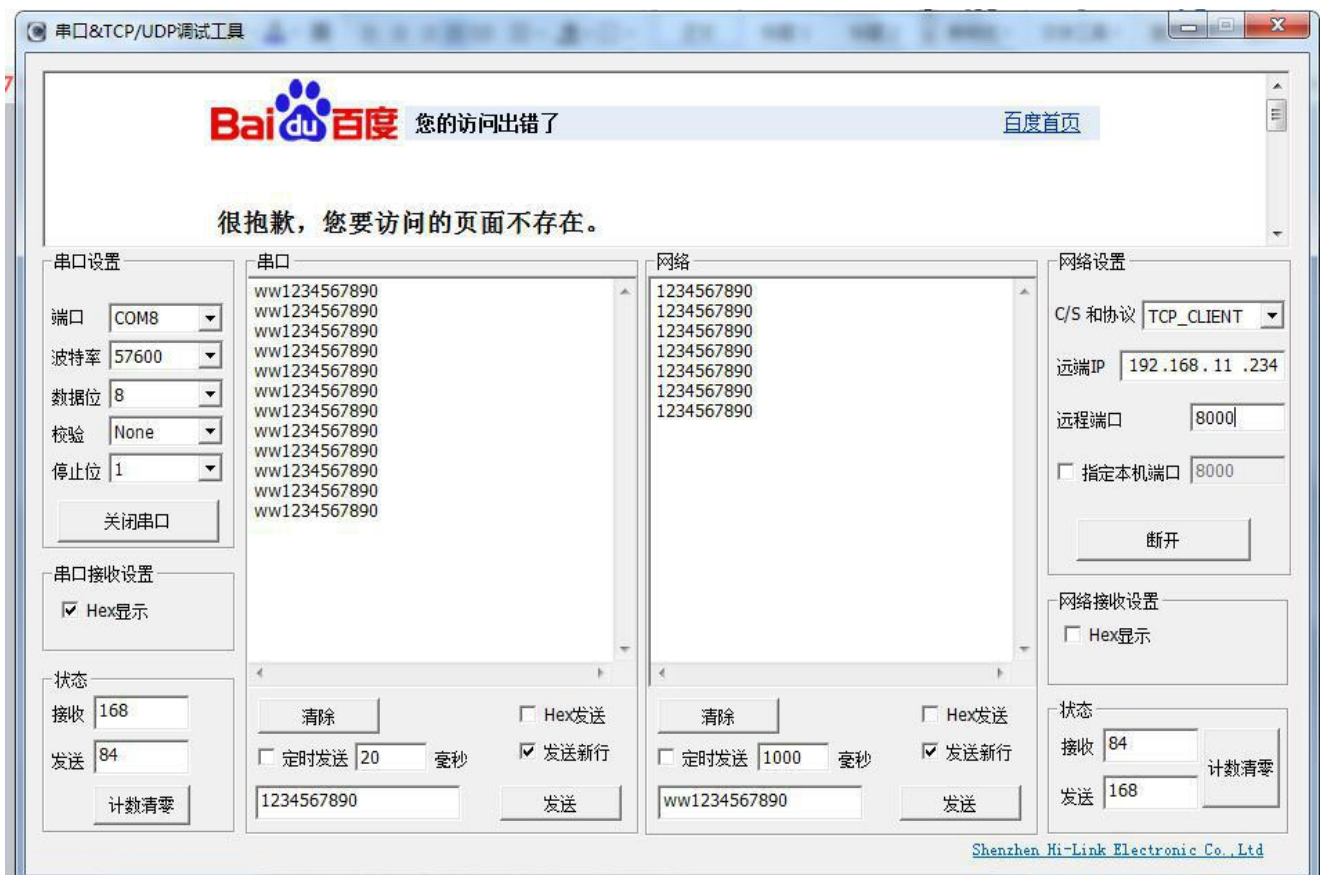 串口&TCP/UDP调试工具
7
Bai du 百度 您的访问出错了 百度首页
很抱歉，您要访问的页面不存在。
串口设置
端口 COM8
波特率 57600
数据位 8
校验 None
停止位 1
关闭串口
串口接收设置
Hex显示
状态
接收 168
发送 84
计数清零
串口
ww1234567890
ww1234567890
ww1234567890
ww1234567890
ww1234567890
ww1234567890
ww1234567890
ww1234567890
ww1234567890
ww1234567890
ww1234567890
ww1234567890
清除 Hex发送
定时发送 20 毫秒 发送新行
1234567890 发送
网络
1234567890
1234567890
1234567890
1234567890
1234567890
1234567890
1234567890
清除 Hex发送
定时发送 1000 毫秒 发送新行
ww1234567890 发送
网络设置
C/S 和协议 TCP_CLIENT
远端IP 192.168.11.234
远程端口 8000
指定本机端口 8000
断开
网络接收设置
Hex显示
状态
接收 84
发送 168
计数清零
Shenzhen Hi-Link Electronic Co.,Ltd